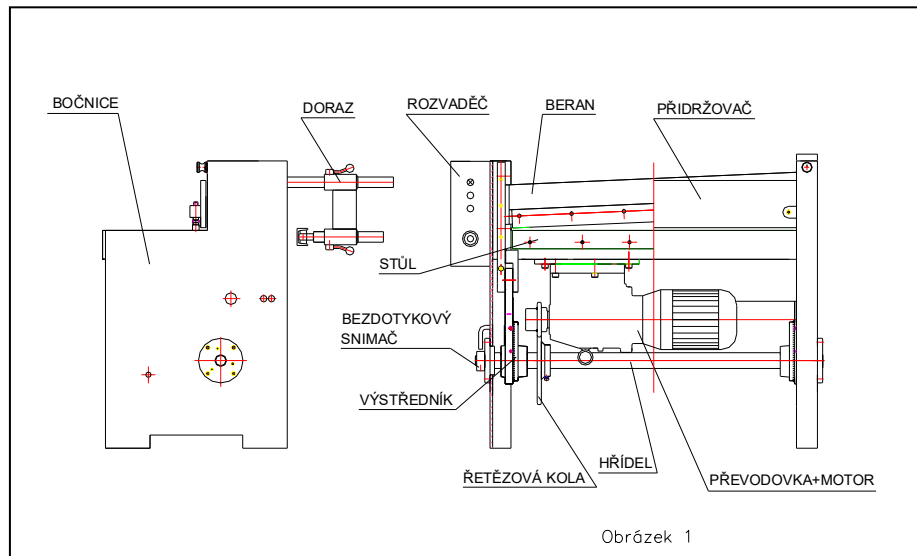 BOČNICE
DORAZ
ROZVADĚČ
BERAN
PŘIDRŽOVAČ
STŮL
BEZDOTYKOVÝ
SNIMAČ
VÝSTŘEDNÍK
ŘETĚZOVÁ KOLA
HŘÍDEL
PŘEVODOVKA+MOTOR
Obrázek 1